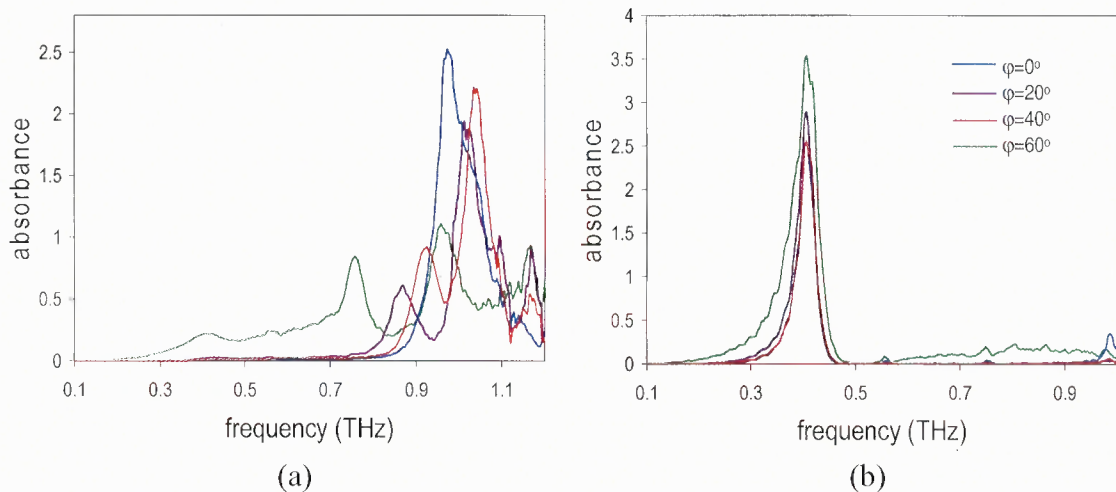 2.5
2
1.5
1
0.5
0
absorbance
0.1 0.3 0.5 0.7 0.9 1.1
frequency (THz)
(a)
4
3.5
3
2.5
2
1.5
1
0.5
0
absorbance
φ=0°
φ=20°
φ=40°
φ=60°
0.1 0.3 0.5 0.7 0.9
frequency (THz)
(b)